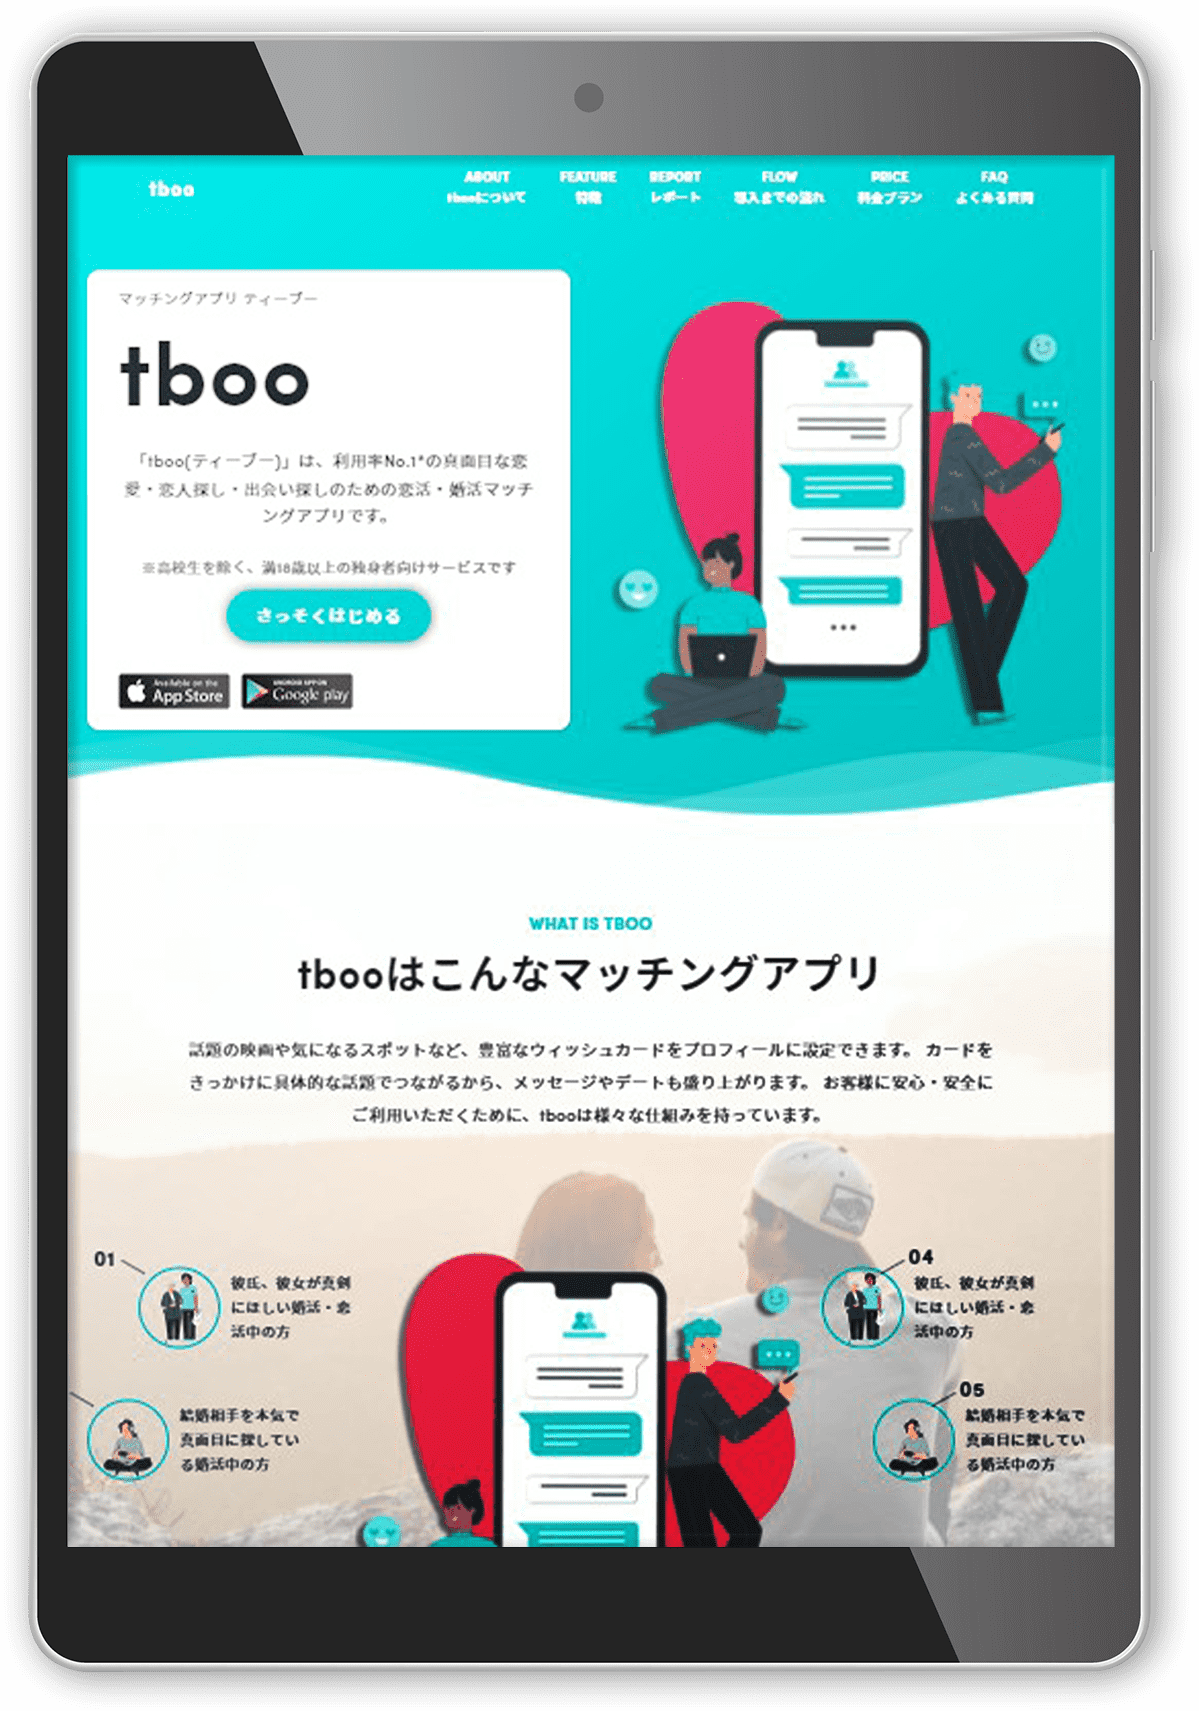 tboo
ABOUT
tbooについて
FEATURE
特徴
REPORT
レポート
FLOW
導入までの流れ
PRICE
料金プラン
FAQ
よくある質問
マッチングアプリ ティーブー
tboo
「tboo(ティーブー)」は、利用率No.1*の真面目な恋
愛・恋人探し・出会い探しのための恋活・婚活マッチ
ングアプリです。
※高校生を除く、満18歳以上の独身者向けサービスです
さっそくはじめる
Available on the
App Store
ANDROID APP ON
Google play
WHAT IS TBOO
tbooはこんなマッチングアプリ
話題の映画や気になるスポットなど、豊富なウィッシュカードをプロフィールに設定できます。 カードを
きっかけに具体的な話題でつながるから、メッセージやデートも盛り上がります。 お客様に安心・安全に
ご利用いただくために、tbooは様々な仕組みを持っています。
01
彼氏、彼女が真剣
にほしい婚活・恋
活中の方
結婚相手を本気で
真面目に探してい
る婚活中の方
04
彼氏、彼女が真剣
にほしい婚活・恋
活中の方
05
結婚相手を本気で
真面目に探してい
る婚活中の方